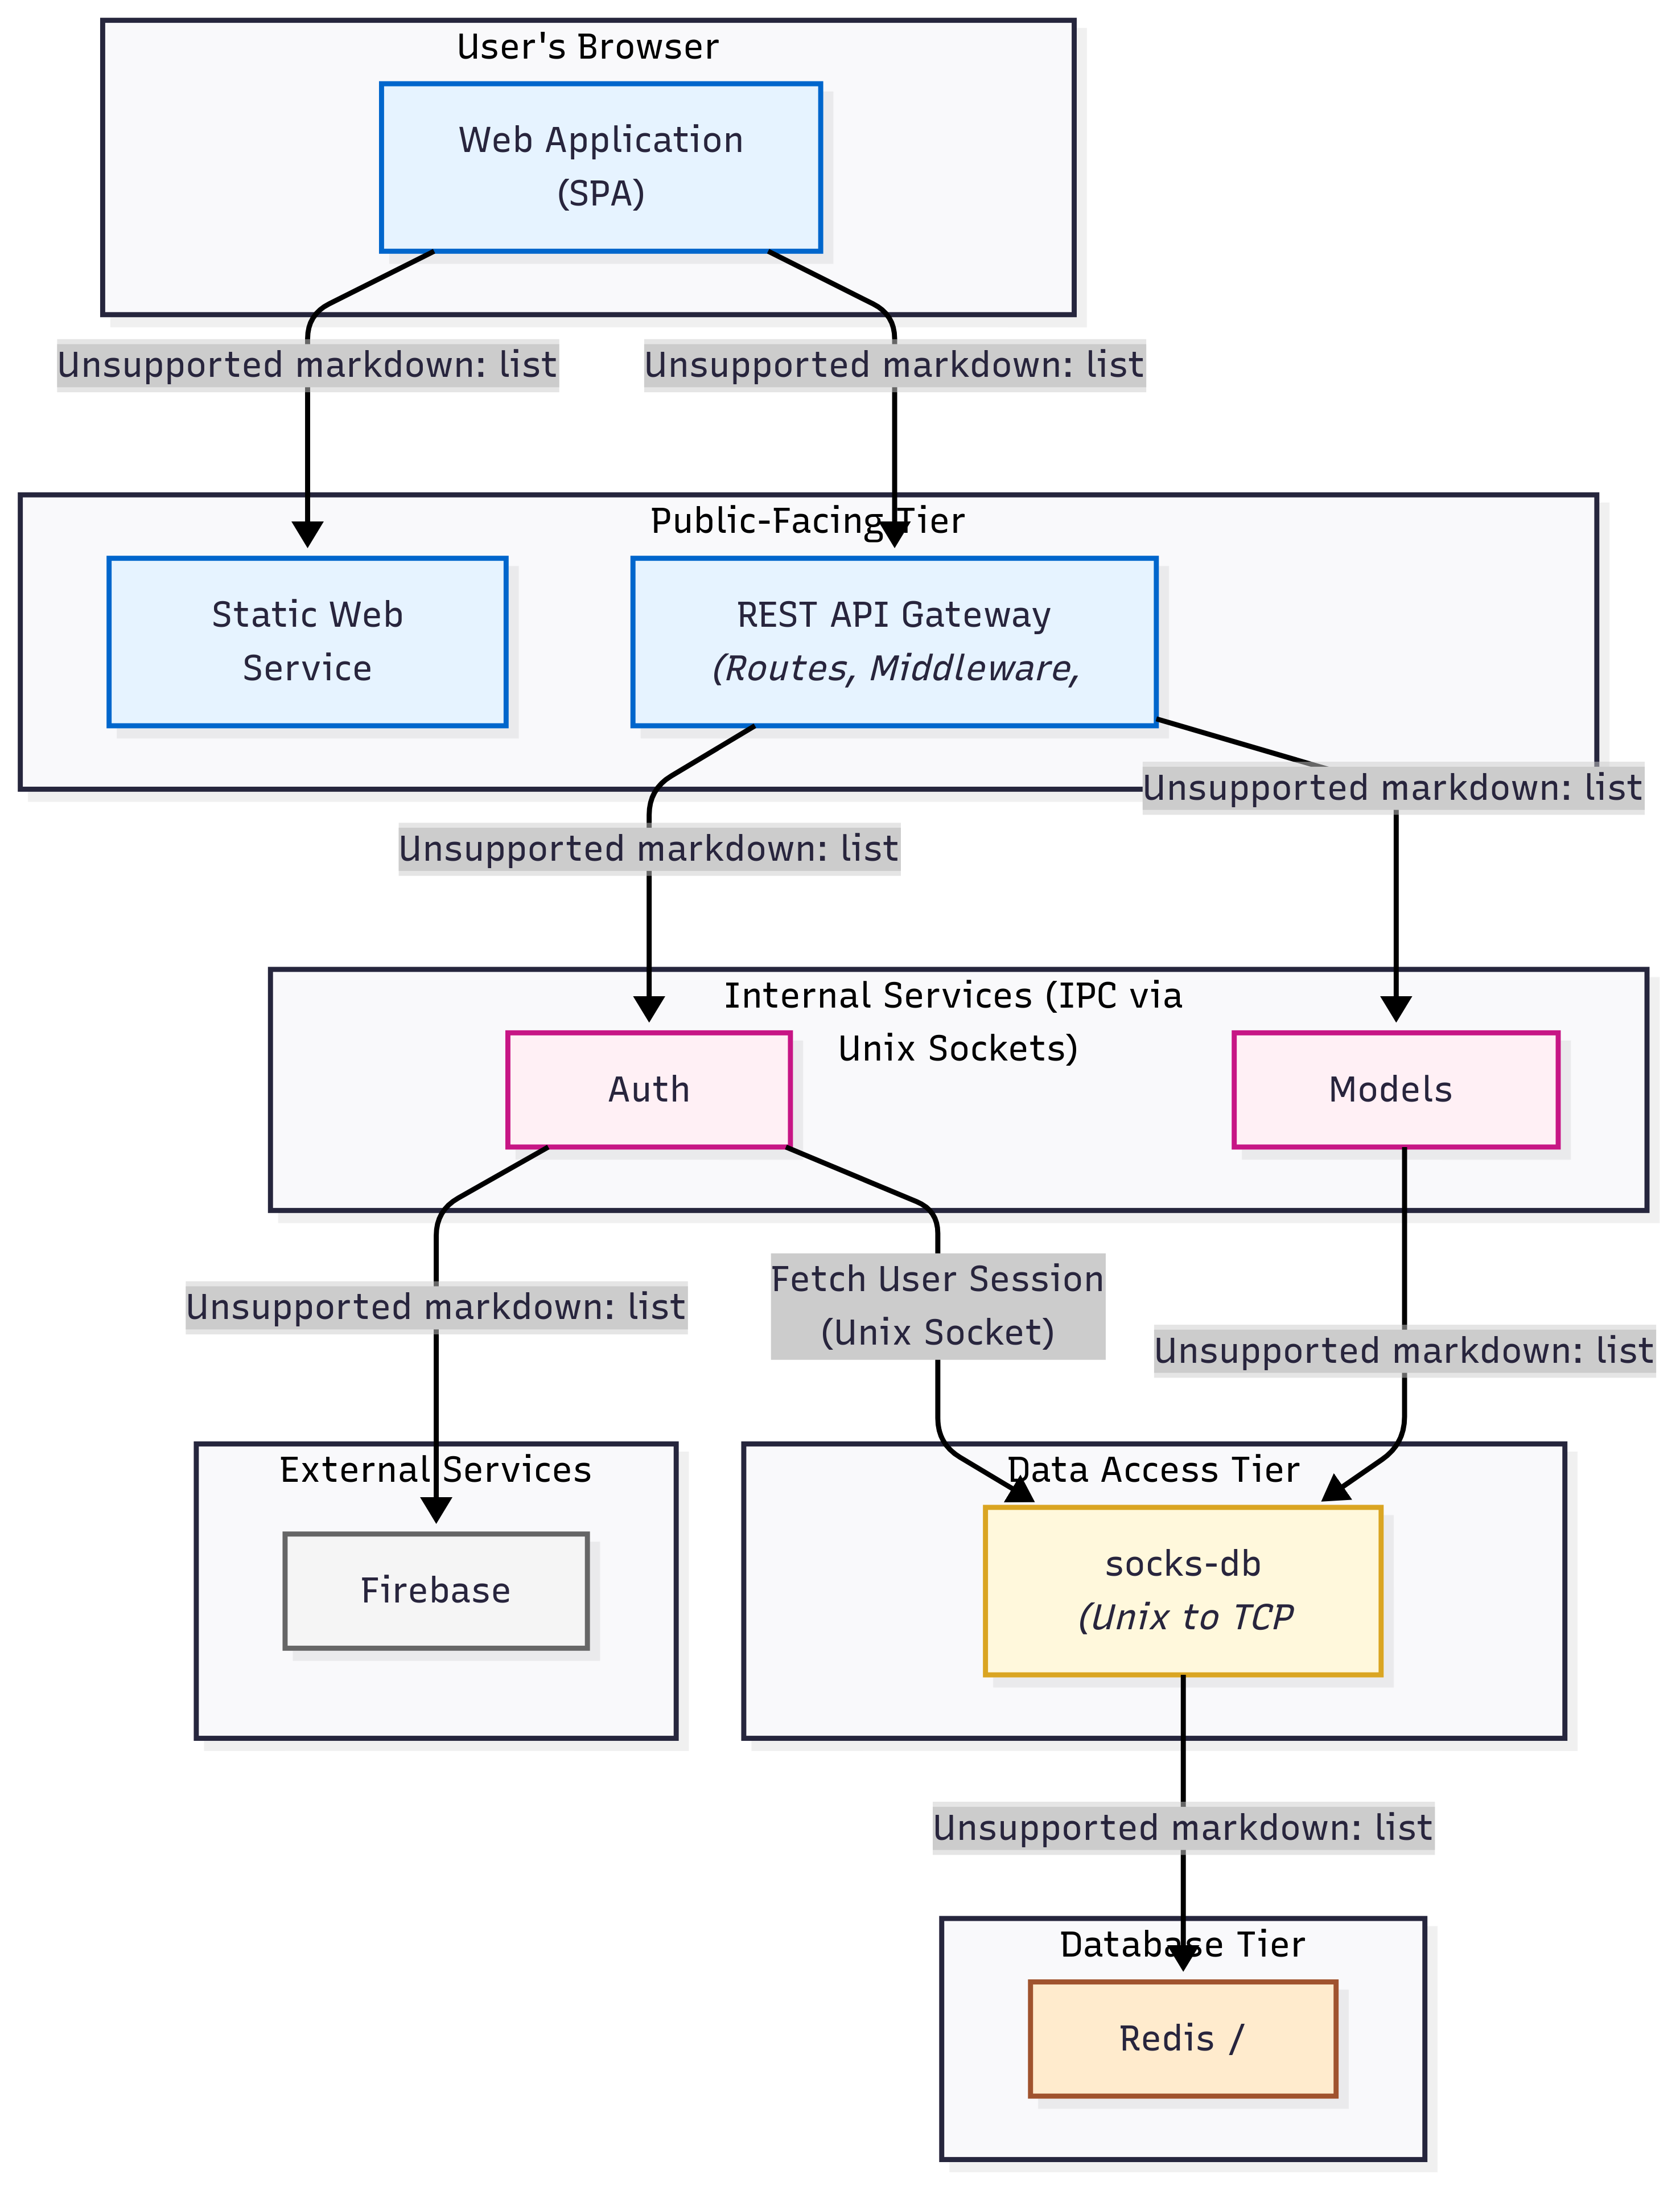 User's Browser
Web Application
(SPA)
Unsupported markdown: list
Unsupported markdown: list
Public-Facing Tier
Static Web
Service
REST API Gateway
(Routes, Middleware,
Unsupported markdown: list
Unsupported markdown: list
Internal Services (IPC via
Unix Sockets)
Auth
Models
Unsupported markdown: list
Fetch User Session
(Unix Socket)
Unsupported markdown: list
External Services
Firebase
Data Access Tier
socks-db
(Unix to TCP
Unsupported markdown: list
Database Tier
Redis /